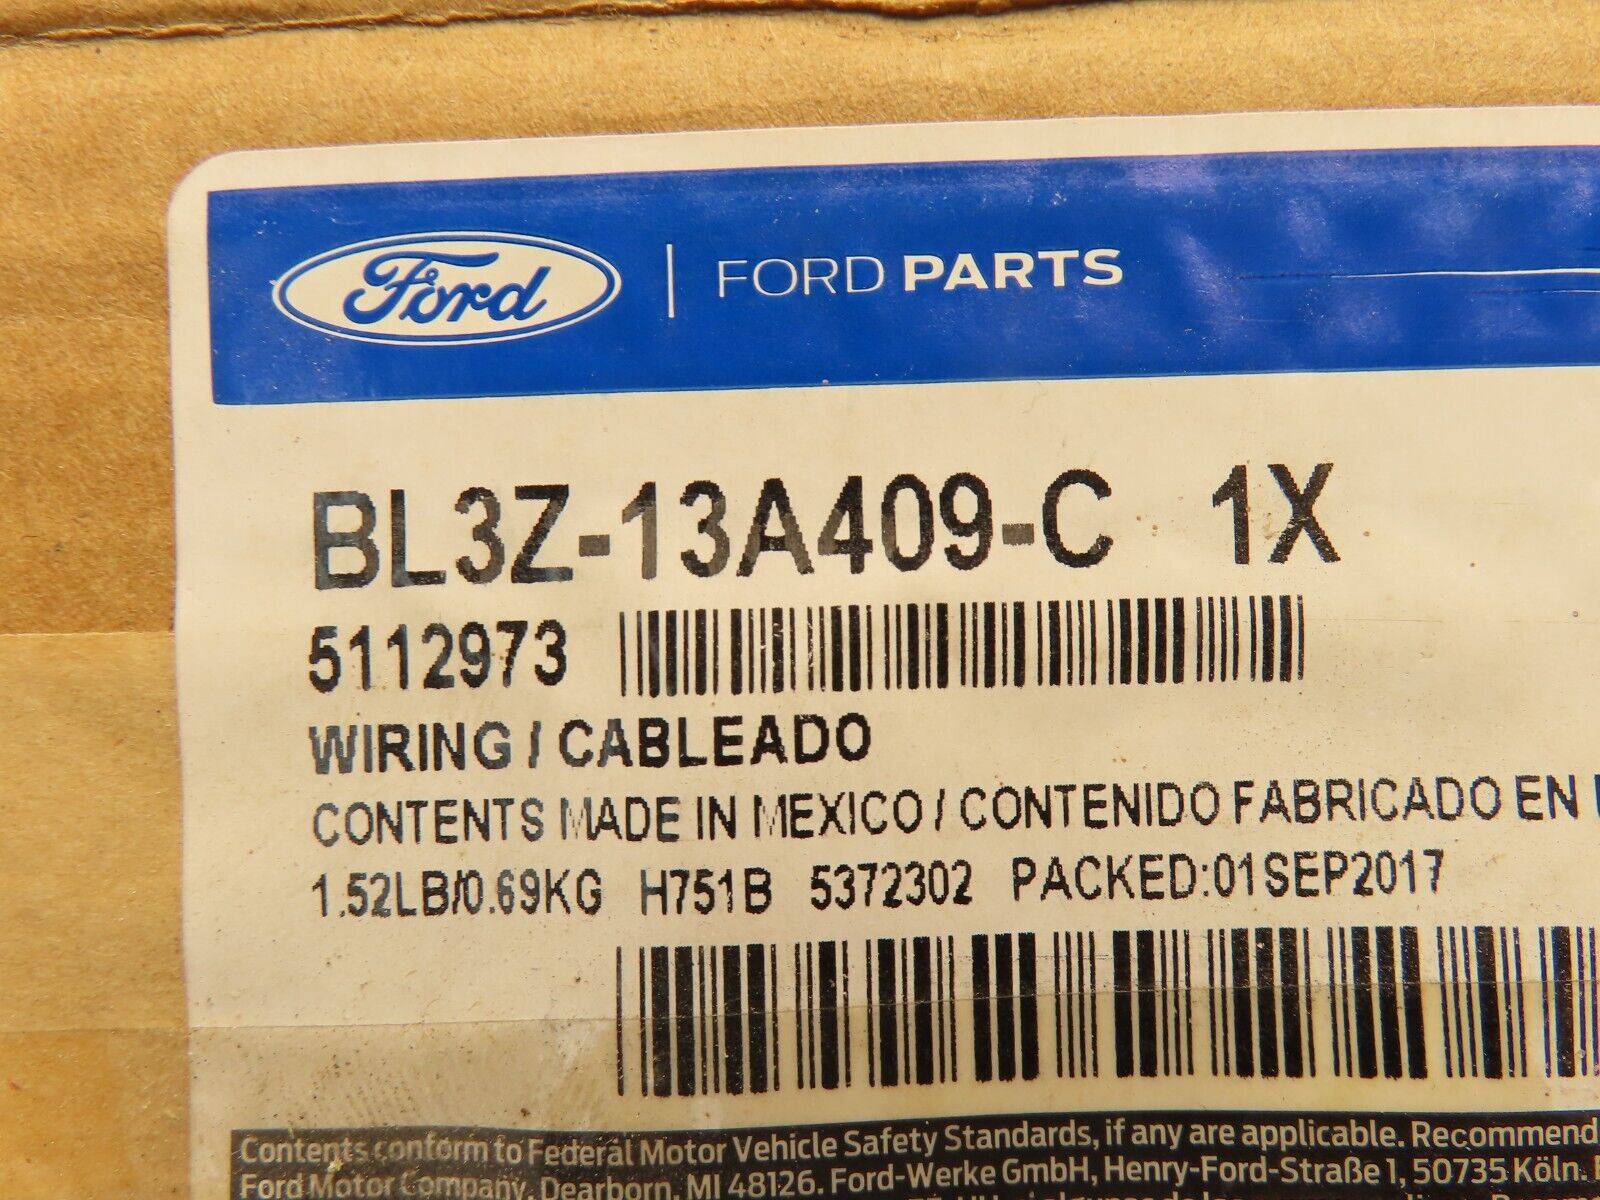 Ford | FORD PARTS
BL3Z-13A409-C 1X
5112973
WIRING / CABLEADO
CONTENTS MADE IN MEXICO / CONTENIDO FABRICADO EN
1.52LB/0.69KG H751B 5372302 PACKED:01SEP2017
Contents conform to Federal Motor Vehicle Safety Standards, if any are applicable. Recommend
Ford Motor Company, Dearborn, MI 48126. Ford-Werke GmbH, Henry-Ford-Straße 1, 50735 Köln.